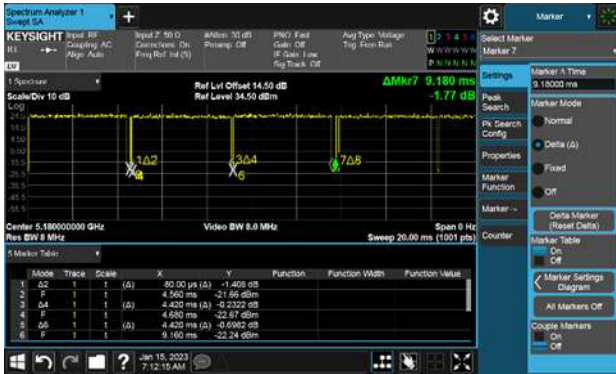 Spectrum Analyzer 1
Swept SA
Marker
KEYSIGHT Input: RF Input Z: 50 Ω #Atten: 30 dB PNO: Fast Avg Type: Voltage 1 2 3 4 5 6
RL Coupling: AC Corrections: On Preamp: Off Gate: Off Trig: Free Run
Align: Auto Freq Ref: Int (S) IF Gain: Low
Sig Track: Off
Select Marker
Marker 7
1 Spectrum
Scale/Div 10 dB
Log
Ref Lvl Offset 14.50 dB
Ref Level 34.50 dBm
ΔMkr7 9.180 ms
-1.77 dB
1Δ2
3Δ4
7Δ8
6
Center 5.180000000 GHz Video BW 8.0 MHz Span 0 Hz
Res BW 8 MHz Sweep 20.00 ms (1001 pts)
5 Marker Table
Mode Trace Scale X Y Function Function Width Function Value
1 Δ2 1 t (Δ) 80.00 µs (Δ) -1.408 dB
2 F 1 t 4.560 ms -21.66 dBm
3 Δ4 1 t (Δ) 4.420 ms (Δ) -0.2322 dB
4 F 1 t 4.680 ms -22.67 dBm
5 Δ6 1 t (Δ) 4.420 ms (Δ) -0.6982 dB
6 F 1 t 9.160 ms -22.24 dBm
Settings
Peak Search
Pk Search Config
Properties
Marker Function
Marker→
Counter
Marker Δ Time
9.18000 ms
Marker Mode
Normal
Delta (Δ)
Fixed
Off
Delta Marker
(Reset Delta)
Marker Table
On
Off
Marker Settings
Diagram
All Markers Off
Couple Markers
On
Off
Jan 15, 2023
7:12:15 AM